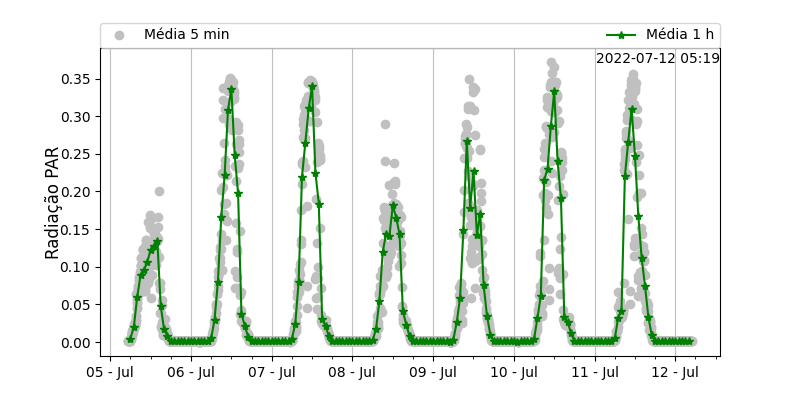 Média 5 min
Média 1 h
2022-07-12 05:19
Radiação PAR
0.35
0.30
0.25
0.20
0.15
0.10
0.05
0.00
05 - Jul
06 - Jul
07 - Jul
08 - Jul
09 - Jul
10 - Jul
11 - Jul
12 - Jul